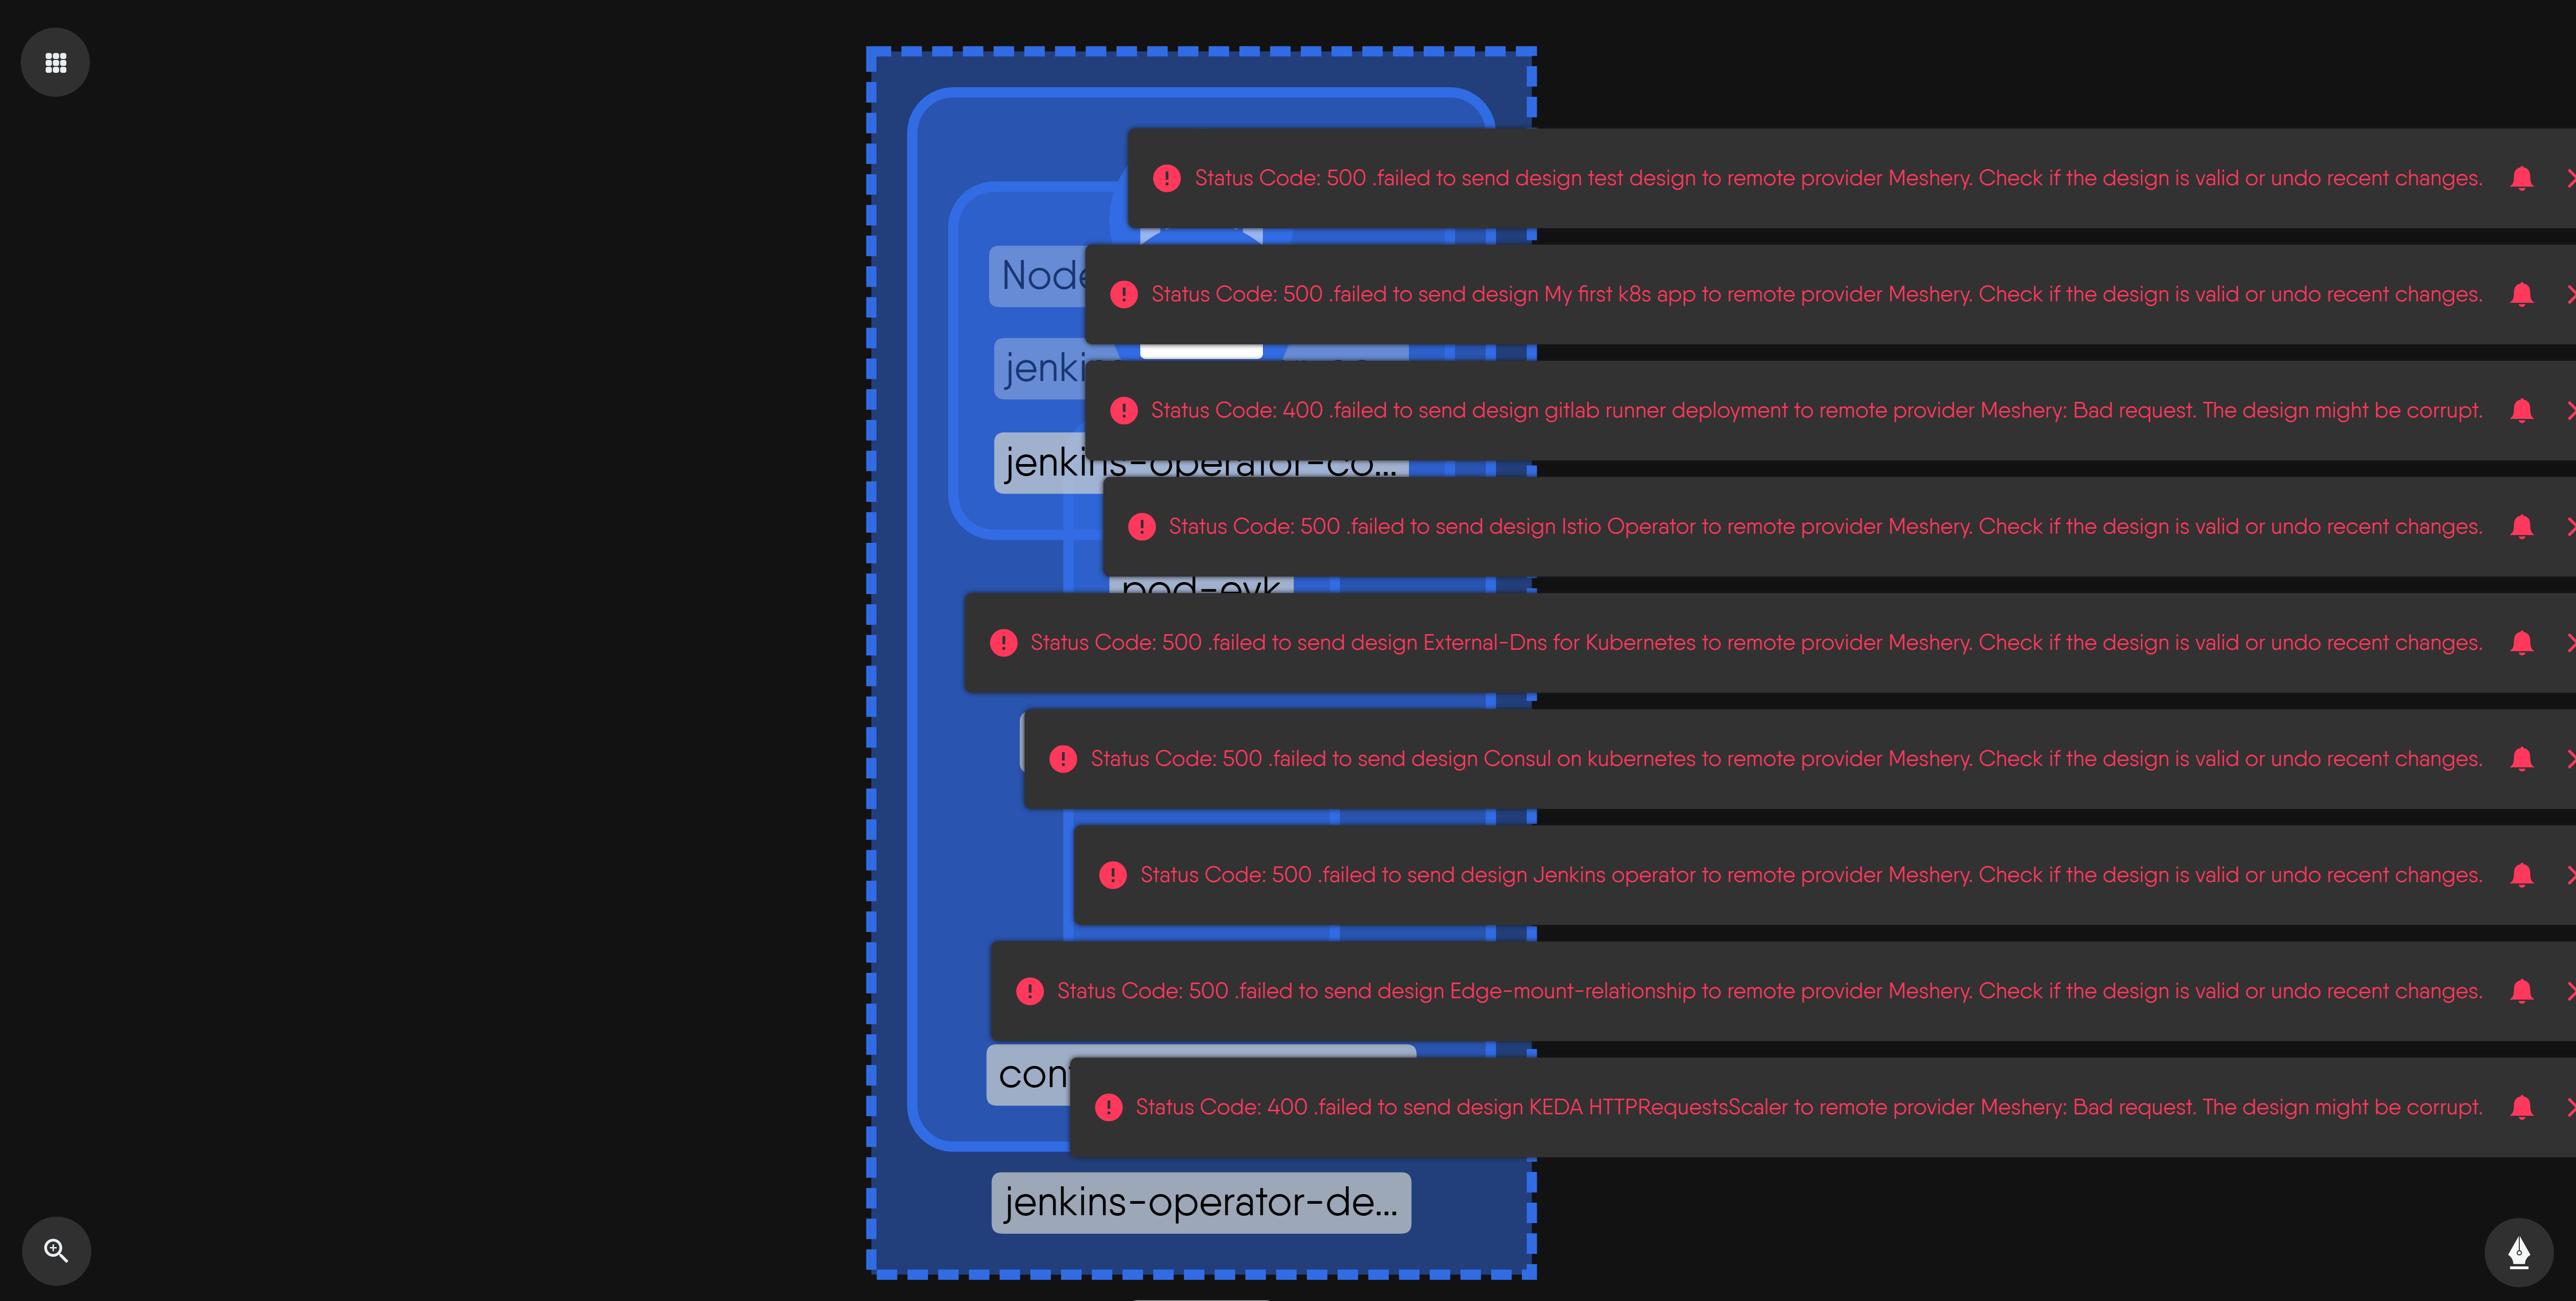 Status Code: 500 .failed to send design test design to remote provider Meshery. Check if the design is valid or undo recent changes.
Status Code: 500 .failed to send design My first k8s app to remote provider Meshery. Check if the design is valid or undo recent changes.
Status Code: 400 .failed to send design gitlab runner deployment to remote provider Meshery: Bad request. The design might be corrupt.
jenkins-operator-co...
Status Code: 500 .failed to send design Istio Operator to remote provider Meshery. Check if the design is valid or undo recent changes.
pod-eyk
Status Code: 500 .failed to send design External-Dns for Kubernetes to remote provider Meshery. Check if the design is valid or undo recent changes.
Status Code: 500 .failed to send design Consul on kubernetes to remote provider Meshery. Check if the design is valid or undo recent changes.
Status Code: 500 .failed to send design Jenkins operator to remote provider Meshery. Check if the design is valid or undo recent changes.
Status Code: 500 .failed to send design Edge-mount-relationship to remote provider Meshery. Check if the design is valid or undo recent changes.
Status Code: 400 .failed to send design KEDA HTTPRequestsScaler to remote provider Meshery: Bad request. The design might be corrupt.
jenkins-operator-de...